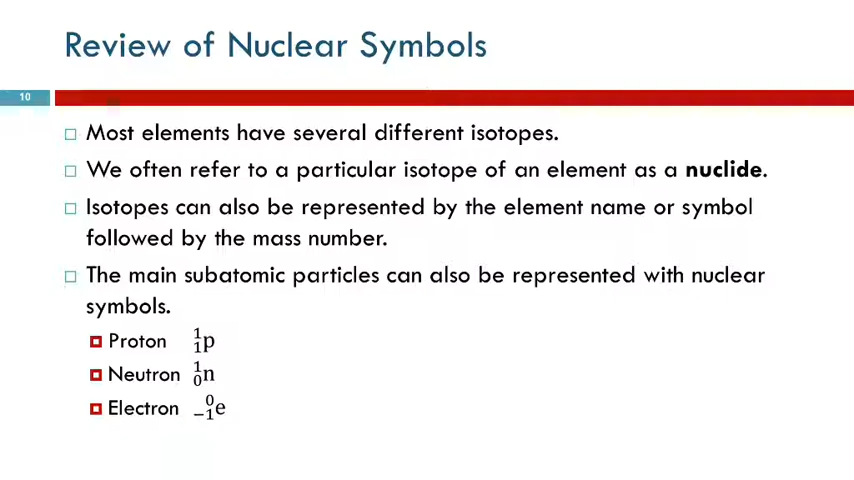 Review of Nuclear Symbols
10
□ Most elements have several different isotopes.
□ We often refer to a particular isotope of an element as a nuclide.
□ Isotopes can also be represented by the element name or symbol
followed by the mass number.
□ The main subatomic particles can also be represented with nuclear
symbols.
Proton ¹₁p
Neutron ¹₀n
Electron ⁰₋₁e